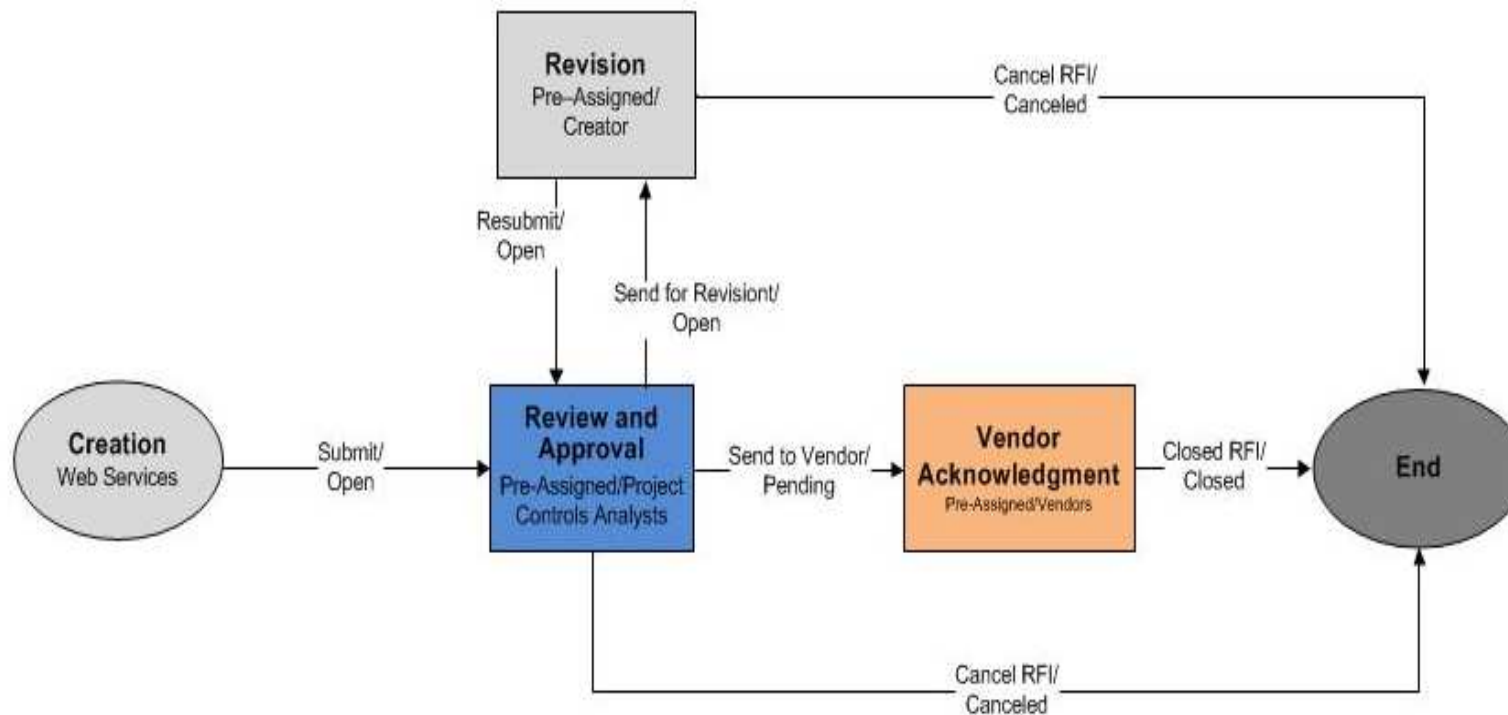 Revision
Pre–Assigned/
Creator
Cancel RFI/
Canceled
Resubmit/
Open
Send for Revisiont/
Open
Creation
Web Services
Submit/
Open
Review and
Approval
Pre-Assigned/Project
Controls Analysts
Send to Vendor/
Pending
Vendor
Acknowledgment
Pre-Assigned/Vendors
Closed RFI/
Closed
End
Cancel RFI/
Canceled